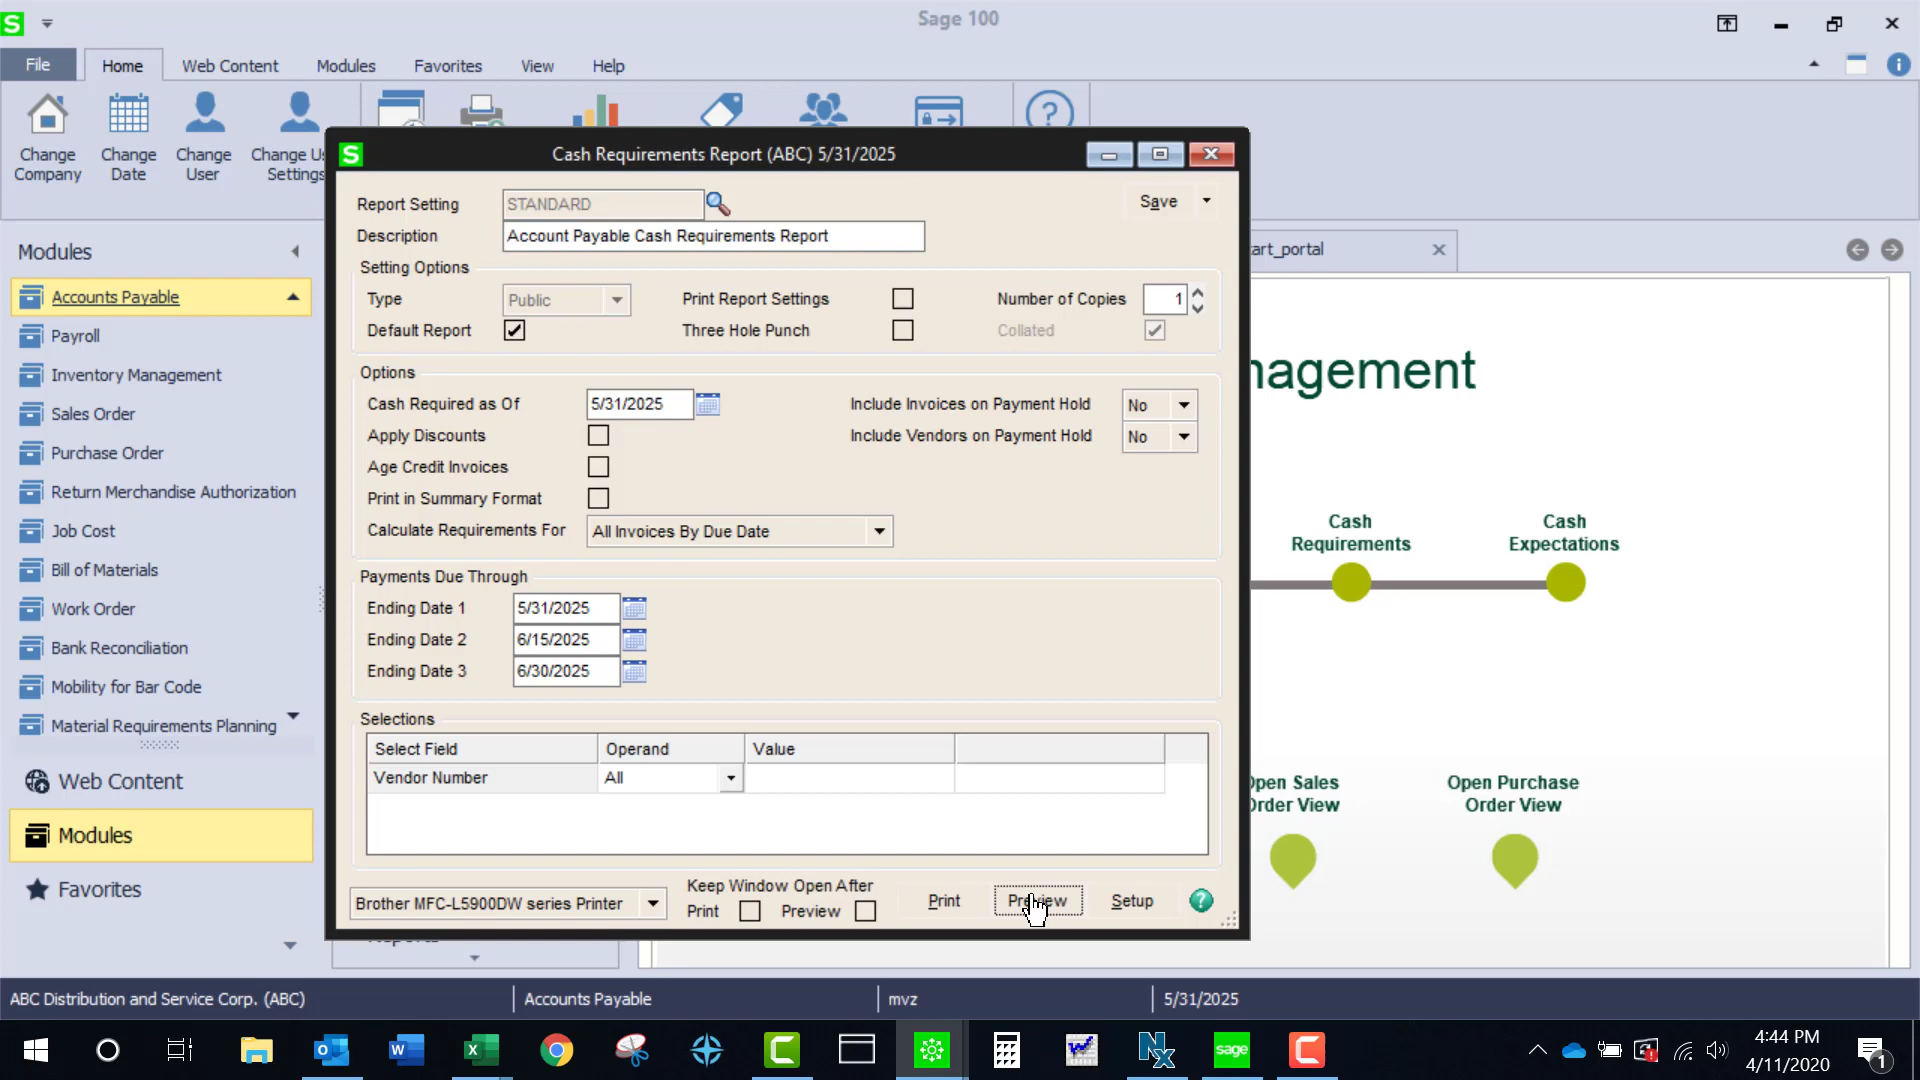 Sage 100
File
Home
Web Content
Modules
Favorites
View
Help
Change
Company
Change
Date
Change
User
Change Us
Settings
Modules
Accounts Payable
Payroll
Inventory Management
Sales Order
Purchase Order
Return Merchandise Authorization
Job Cost
Bill of Materials
Work Order
Bank Reconciliation
Mobility for Bar Code
Material Requirements Planning
Web Content
Modules
Favorites
S
Cash Requirements Report (ABC) 5/31/2025
Report Setting
STANDARD
Save
Description
Account Payable Cash Requirements Report
Setting Options
Type
Public
Print Report Settings
Number of Copies
1
Default Report
Three Hole Punch
Collated
Options
Cash Required as Of
5/31/2025
Include Invoices on Payment Hold
No
Apply Discounts
Include Vendors on Payment Hold
No
Age Credit Invoices
Print in Summary Format
Calculate Requirements For
All Invoices By Due Date
Payments Due Through
Ending Date 1
5/31/2025
Ending Date 2
6/15/2025
Ending Date 3
6/30/2025
Selections
Select Field
Operand
Value
Vendor Number
All
Brother MFC-L5900DW series Printer
Keep Window Open After
Print
Preview
Print
Preview
Setup
art_portal
nagement
Cash
Requirements
Cash
Expectations
pen Sales
Order View
Open Purchase
Order View
ABC Distribution and Service Corp. (ABC)
Accounts Payable
mvz
5/31/2025
sage
4:44 PM
4/11/2020
1